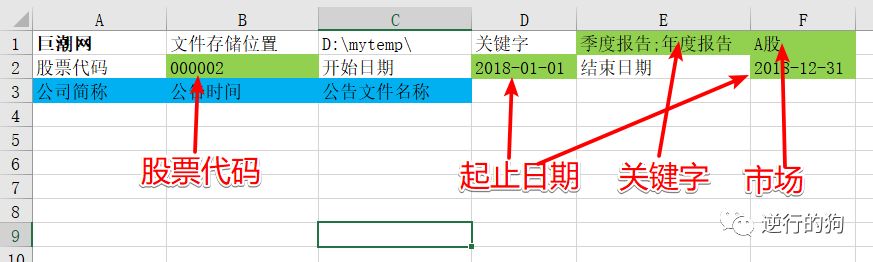 A B C D E F
1 巨潮网 文件存储位置 D:\mytemp\ 关键字 季度报告;年度报告 A股
2 股票代码 000002 开始日期 2018-01-01 结束日期 2018-12-31
3 公司简称 公告时间 公告文件名称
4
5
6
股票代码 起止日期 关键字 市场
7
8
9
逆行的狗
10